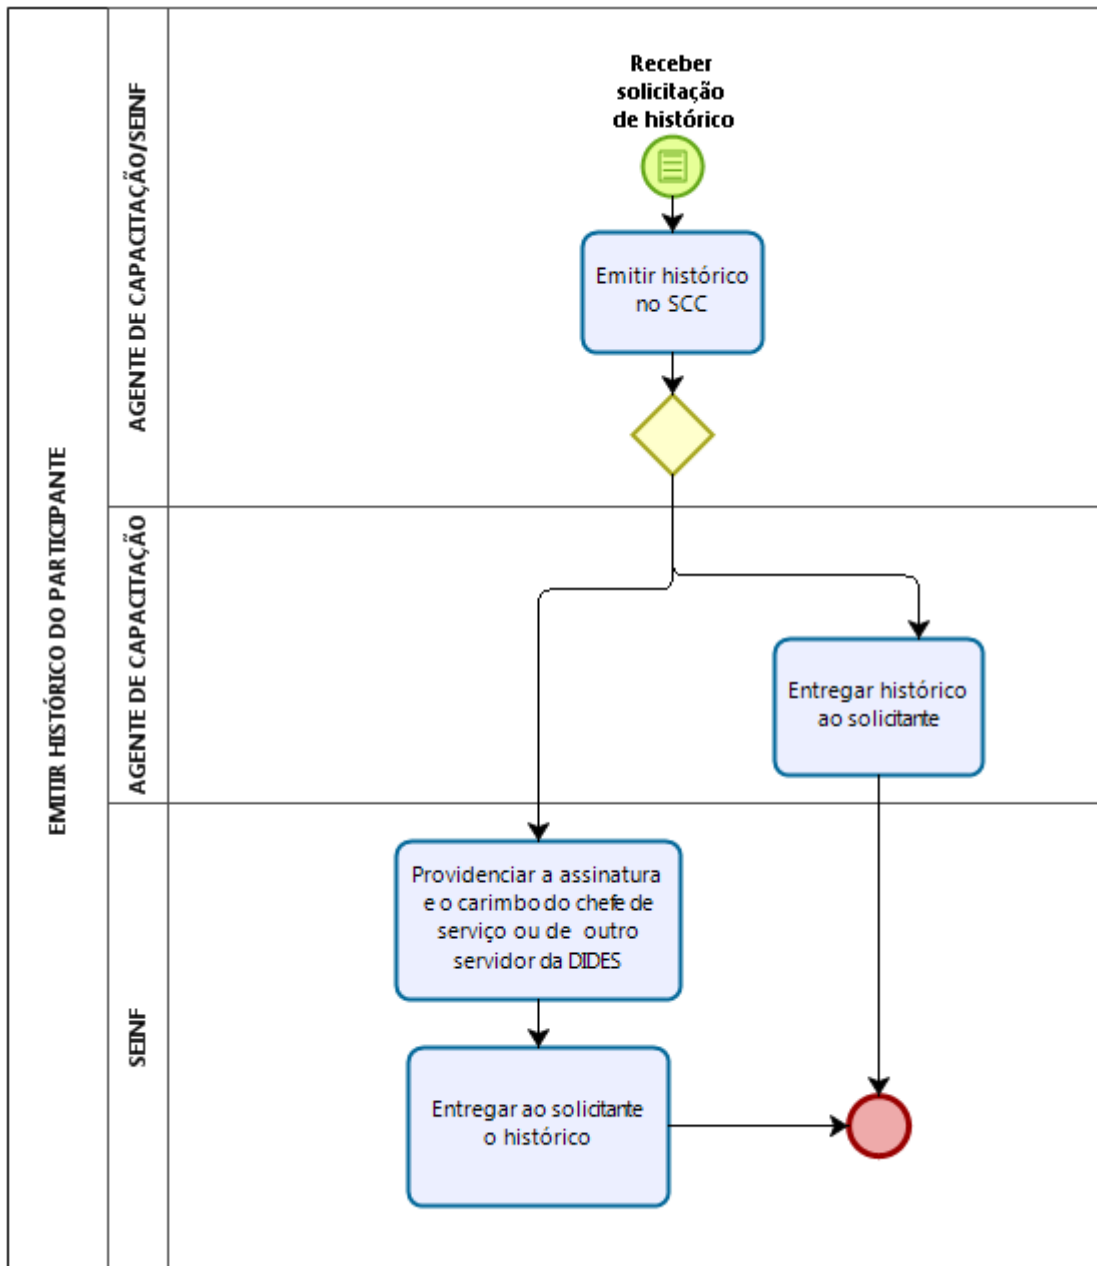 EMITIR HISTÓRICO DO PARTICIPANTE
AGENTE DE CAPACITAÇÃO/SEINF
Receber
solicitação
de histórico
Emitir histórico
no SCC
AGENTE DE CAPACITAÇÃO
Entregar histórico
ao solicitante
SEINF
Providenciar a assinatura
e o carimbo do chefe de
serviço ou de outro
servidor da DIDES
Entregar ao solicitante
o histórico